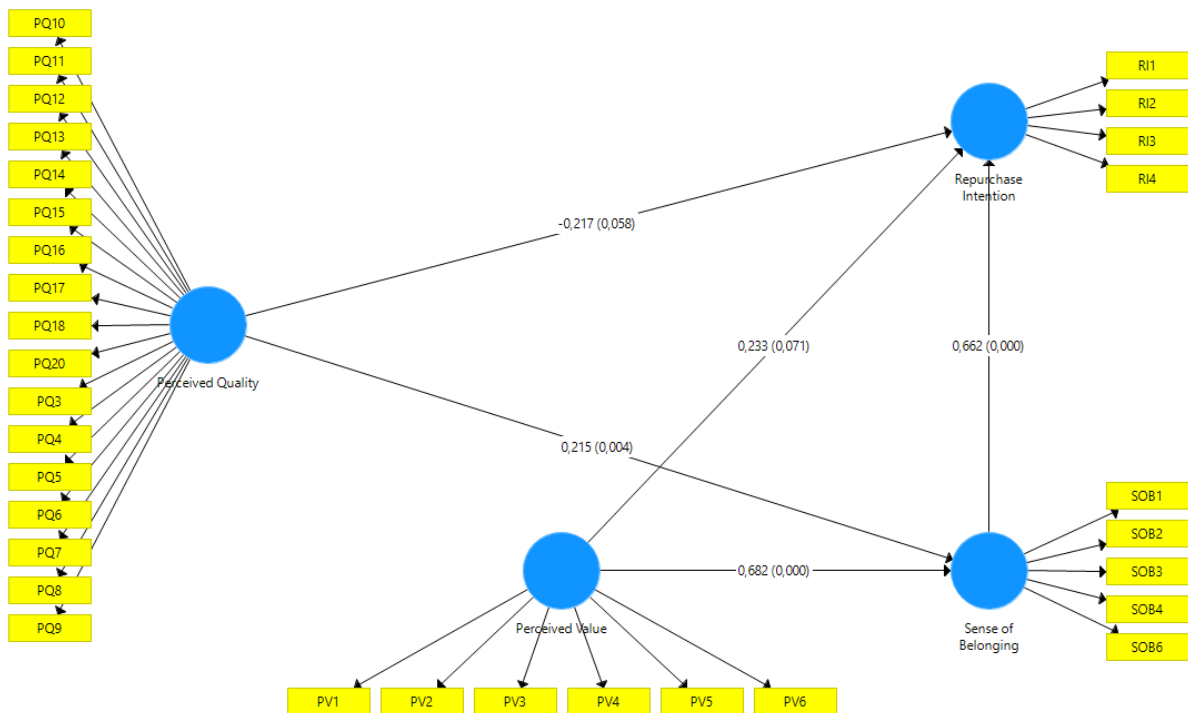 PQ10
PQ11
PQ12
PQ13
PQ14
PQ15
PQ16
PQ17
PQ18
PQ20
PQ3
PQ4
PQ5
PQ6
PQ7
PQ8
PQ9
Perceived Quality
-0,217 (0,058)
0,233 (0,071)
0,662 (0,000)
0,215 (0,004)
0,682 (0,000)
Repurchase
Intention
RI1
RI2
RI3
RI4
Perceived Value
PV1
PV2
PV3
PV4
PV5
PV6
Sense of
Belonging
SOB1
SOB2
SOB3
SOB4
SOB6